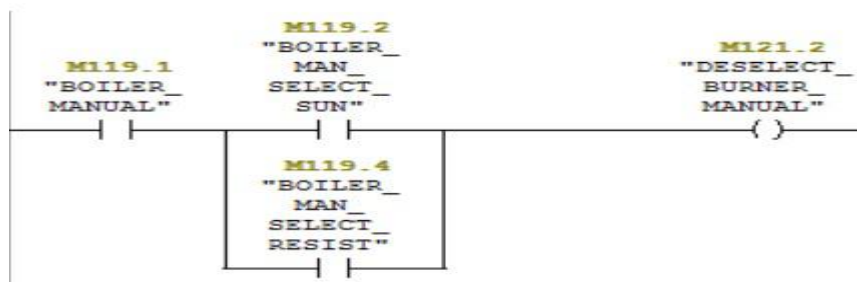 M119.2
"BOILER_
MAN_
SELECT_
SUN"
M119.1
"BOILER_
MANUAL"
M121.2
"DESELECT_
BURNER_
MANUAL"
M119.4
"BOILER_
MAN_
SELECT_
RESIST"